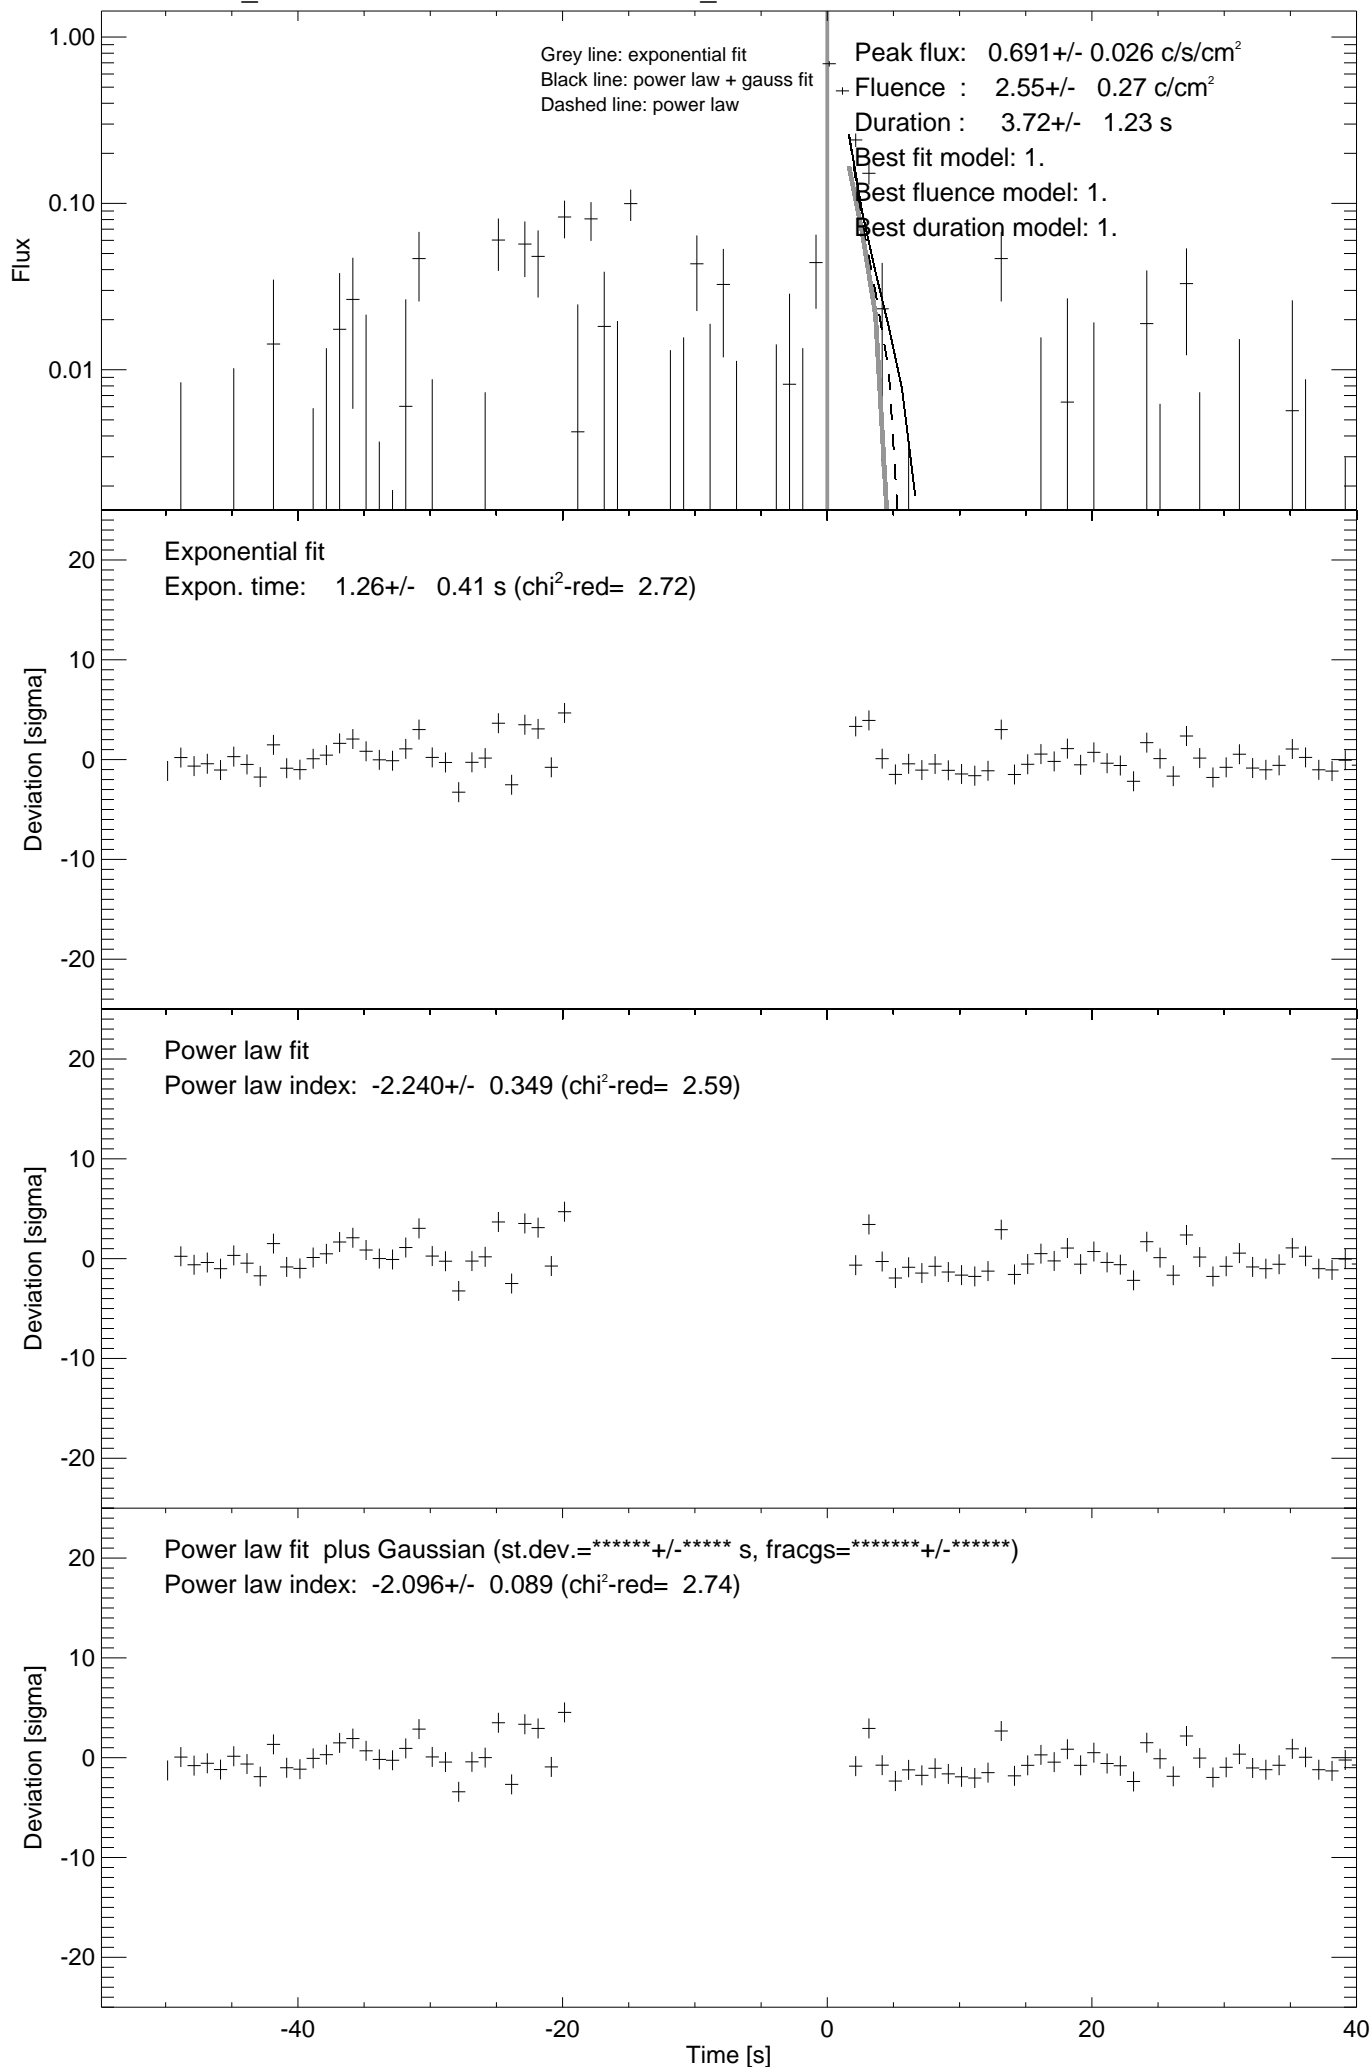 Grey line: exponential fit
Black line: power law + gauss fit
Dashed line: power law
Peak flux: 0.691+/- 0.026 c/s/cm²
Fluence : 2.55+/- 0.27 c/cm²
Duration : 3.72+/- 1.23 s
Best fit model: 1.
Best fluence model: 1.
Best duration model: 1.
1.00
0.10
0.01
Flux
Exponential fit
Expon. time: 1.26+/- 0.41 s (chi²-red= 2.72)
20
10
0
-10
-20
Deviation [sigma]
Power law fit
Power law index: -2.240+/- 0.349 (chi²-red= 2.59)
20
10
0
-10
-20
Deviation [sigma]
Power law fit plus Gaussian (st.dev.=******+/-***** s, fracgs=*******+/-******)
Power law index: -2.096+/- 0.089 (chi²-red= 2.74)
20
10
0
-10
-20
Deviation [sigma]
-40 -20 0 20 40
Time [s]